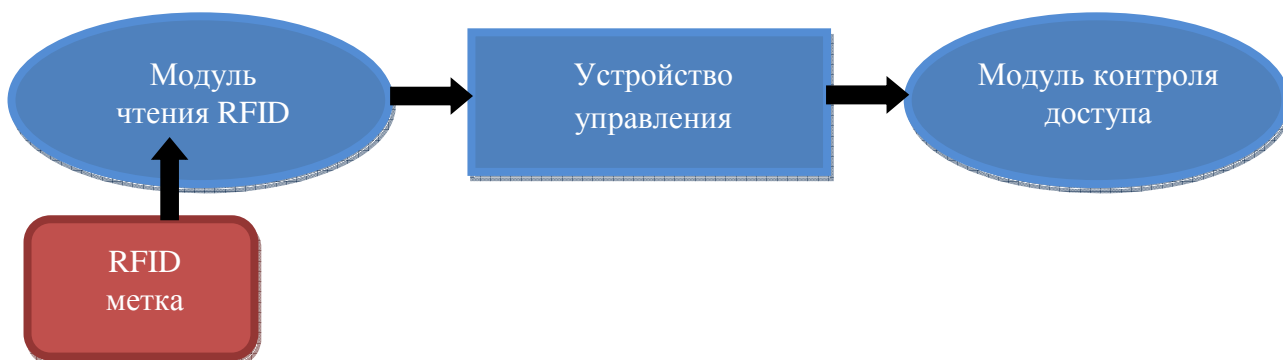 Модуль
чтения RFID
Устройство
управления
Модуль контроля
доступа
RFID
метка